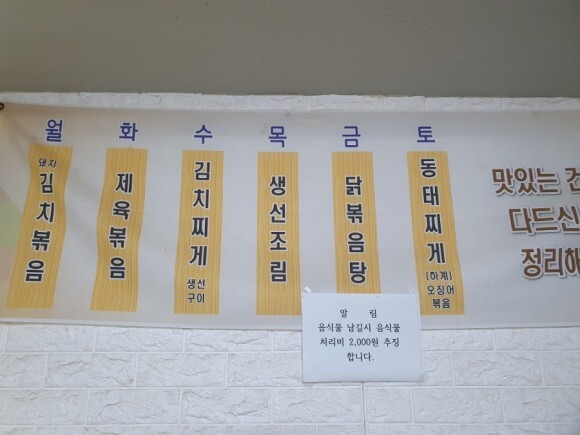 월 화 수 목 금 토
돼지
김치볶음
제육볶음
김치찌게
생선
구이
생선조림
닭볶음탕
동태찌게
(하계)
오징어
볶음
맛있는
다드신
정리해
알 림
음식물 남길시 음식물
처리비 2,000원 추징
합니다.